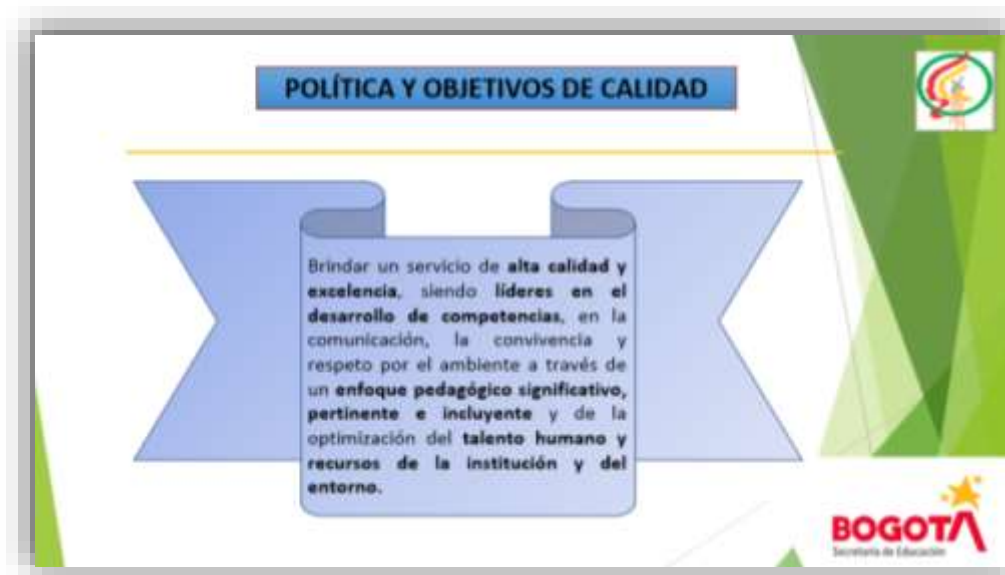 POLÍTICA Y OBJETIVOS DE CALIDAD
Brindar un servicio de alta calidad y
excelencia, siendo líderes en el
desarrollo de competencias, en la
comunicación, la convivencia y
respeto por el ambiente a través de
un enfoque pedagógico significativo,
pertinente e incluyente y de la
optimización del talento humano y
recursos de la institución y del
entorno.
BOGOTÁ
Secretaría de Educación